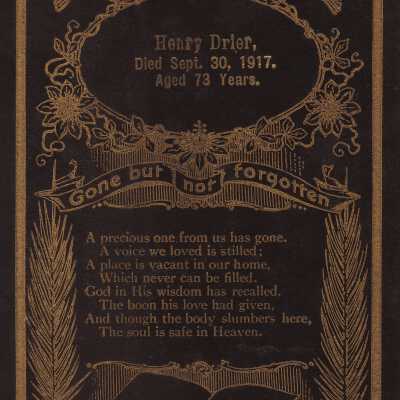 Henry Drier,
Died Sept. 30, 1917.
Aged 73 Years.
Gone but not forgotten
A precious one from us has gone.
A voice we loved is stilled;
A place is vacant in our home,
Which never can be filled.
God in His wisdom has recalled.
The boon his love had given,
And though the body slumbers here,
The soul is safe in Heaven.